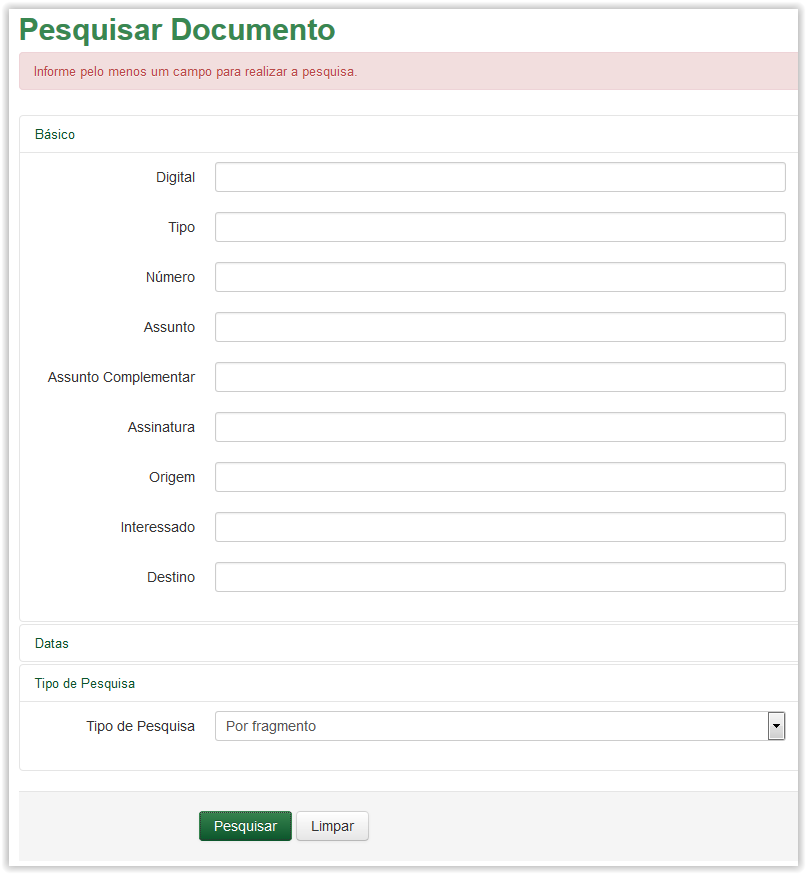 Pesquisar Documento
Informe pelo menos um campo para realizar a pesquisa.
Básico
Digital
Tipo
Número
Assunto
Assunto Complementar
Assinatura
Origem
Interessado
Destino
Datas
Tipo de Pesquisa
Tipo de Pesquisa Por fragmento
Pesquisar Limpar